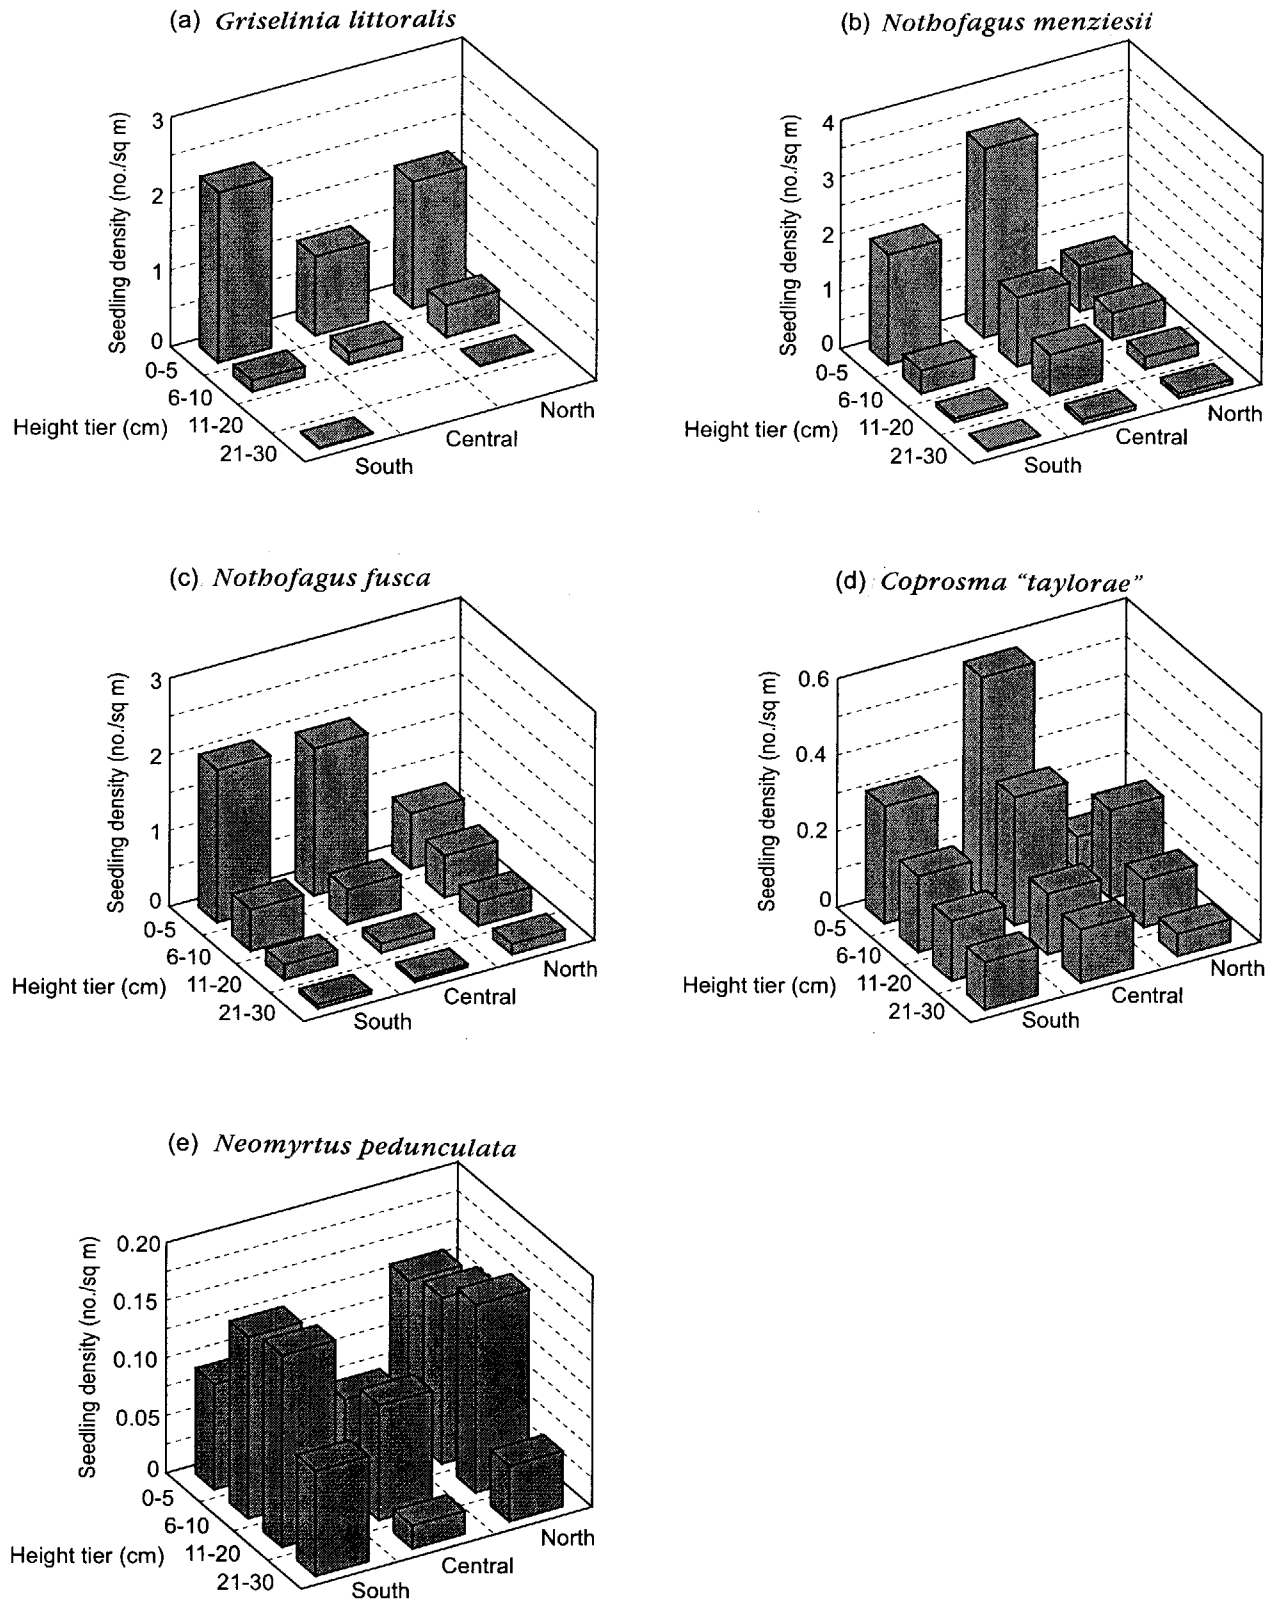 (a) Griselinia littoralis
Seedling density (no./sq m)
3
2
1
0
0-5
6-10
11-20
21-30
Height tier (cm)
South
Central
North
(b) Nothofagus menziesii
Seedling density (no./sq m)
4
3
2
1
0
0-5
6-10
11-20
21-30
Height tier (cm)
South
Central
North
(c) Nothofagus fusca
Seedling density (no./sq m)
3
2
1
0
0-5
6-10
11-20
21-30
Height tier (cm)
South
Central
North
(d) Coprosma “taylorae”
Seedling density (no./sq m)
0.6
0.4
0.2
0
0-5
6-10
11-20
21-30
Height tier (cm)
South
Central
North
(e) Neomyrtus pedunculata
Seedling density (no./sq m)
0.20
0.15
0.10
0.05
0
0-5
6-10
11-20
21-30
Height tier (cm)
South
Central
North